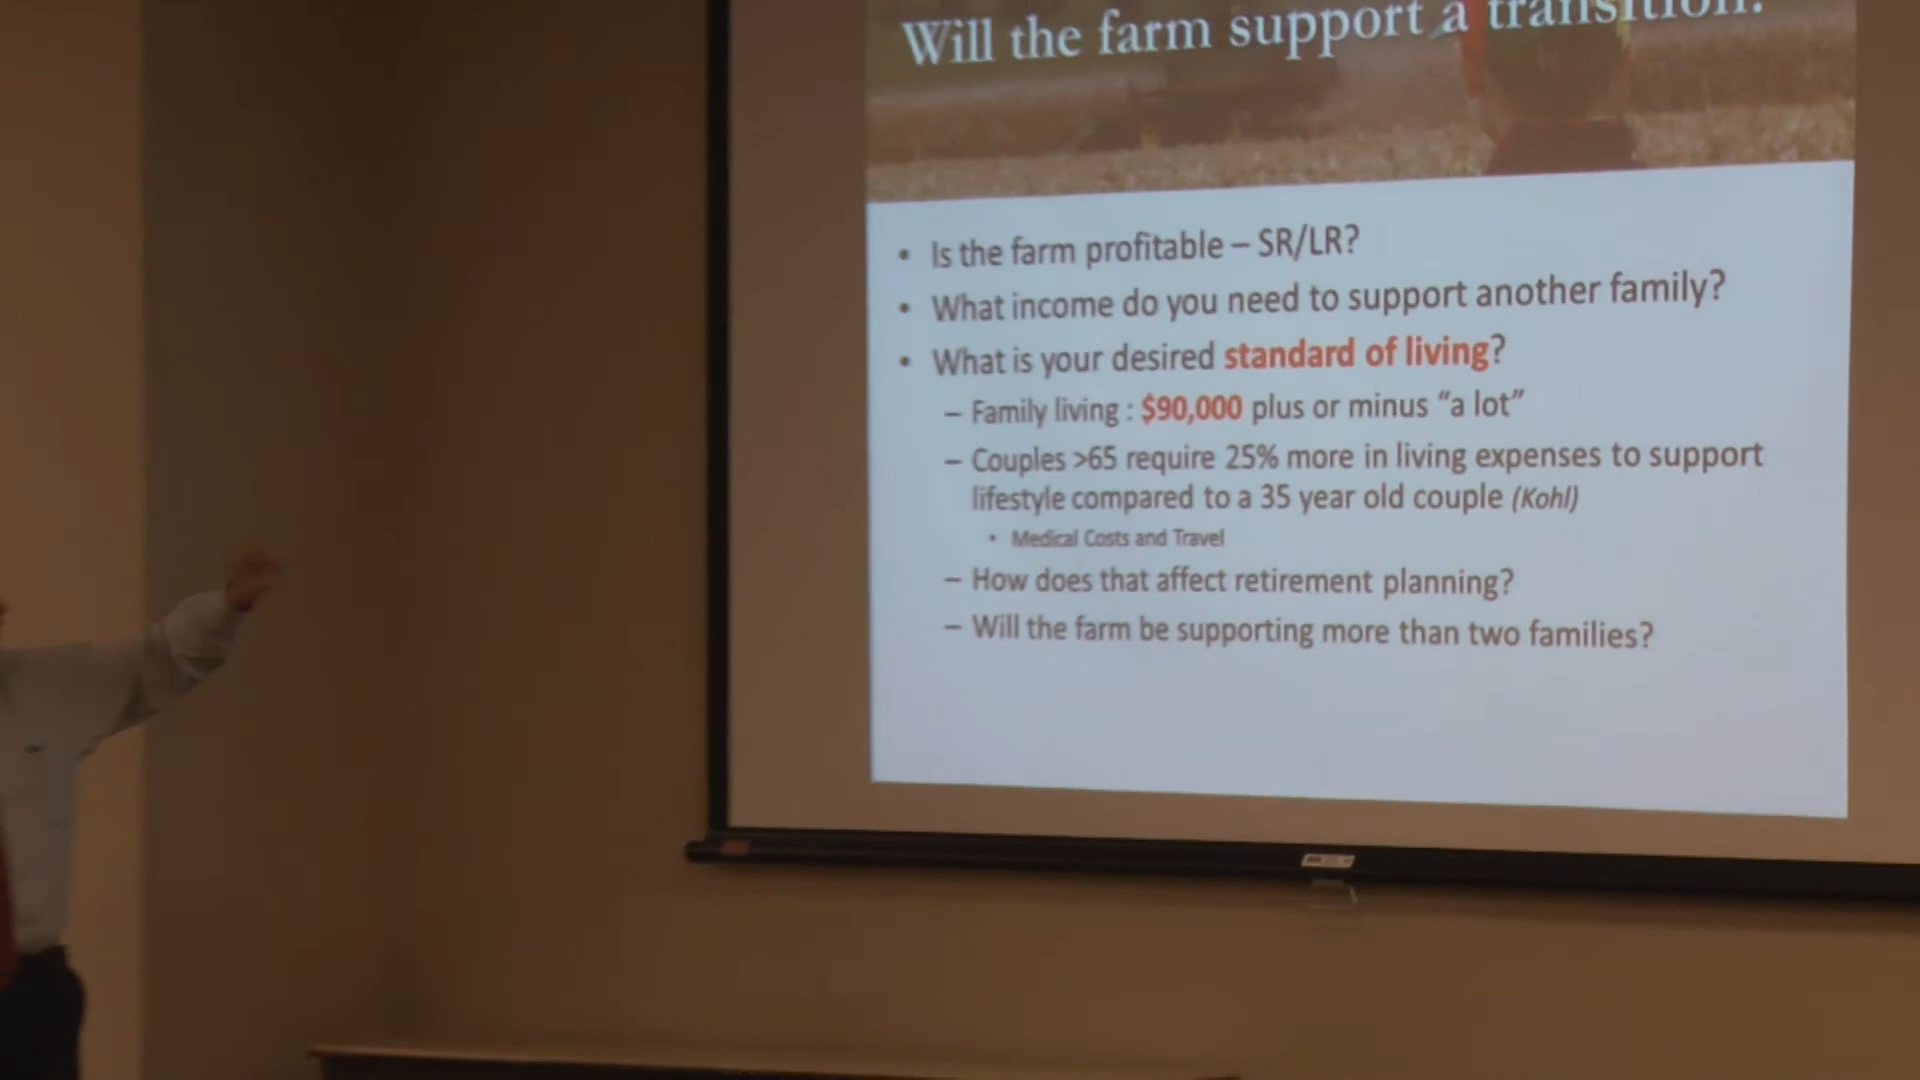 Will the farm support a transition?
• Is the farm profitable – SR/LR?
• What income do you need to support another family?
• What is your desired standard of living?
– Family living : $90,000 plus or minus “a lot”
– Couples >65 require 25% more in living expenses to support
lifestyle compared to a 35 year old couple (Kohl)
• Medical Costs and Travel
– How does that affect retirement planning?
– Will the farm be supporting more than two families?